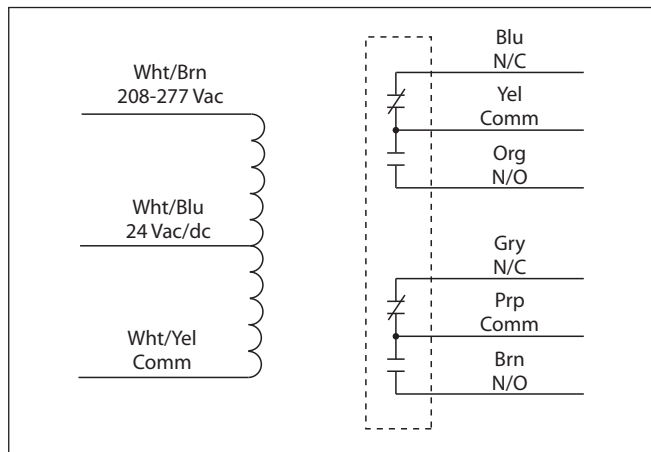 Wht/Brn
208-277 Vac
Wht/Blu
24 Vac/dc
Wht/Yel
Comm
Blu
N/C
Yel
Comm
Org
N/O
Gry
N/C
Prp
Comm
Brn
N/O